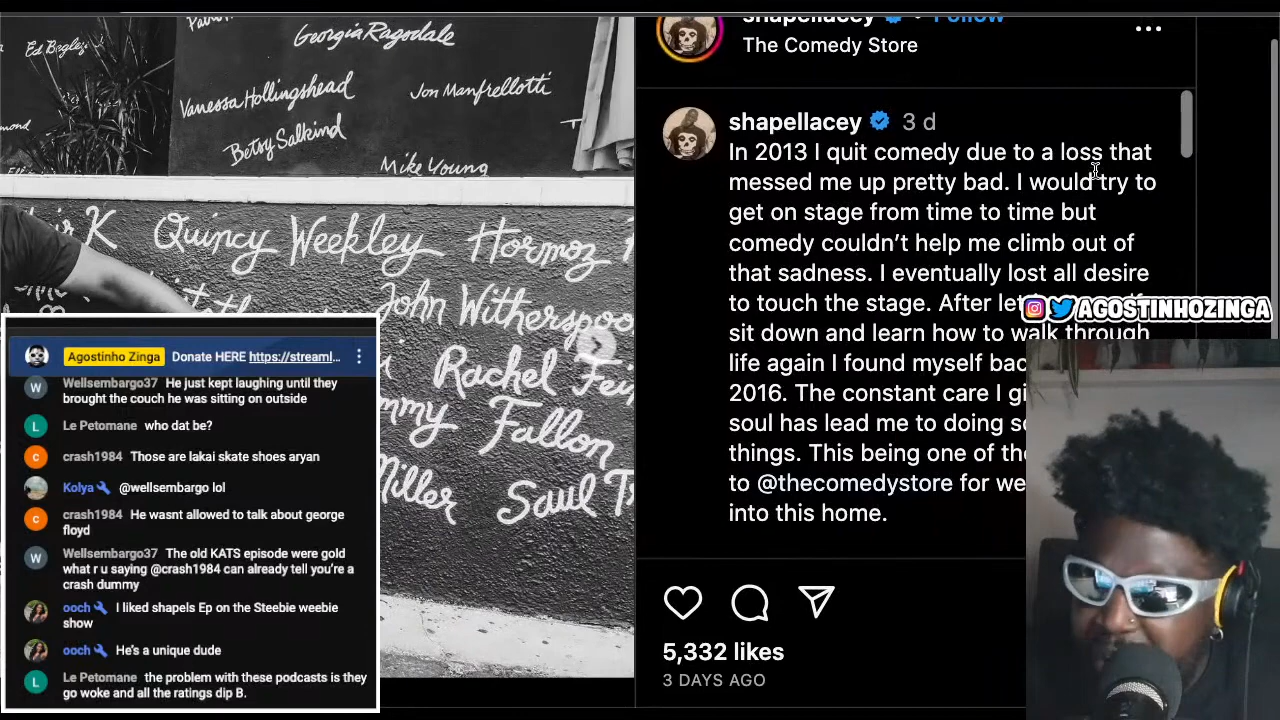 Ed Begley
Georgia Ragsdale
Vanessa Hollingshead
Jon Manfrellotti
Betsy Salkind
Mike Young
K Quincy Weekley Hormoz
John Witherspoo
Rachel Fei
mmy Fallon
Miller Saul T
Agostinho Zinga Donate HERE https://streaml...
Wellsembargo37 He just kept laughing until they
brought the couch he was sitting on outside
Le Petomane who dat be?
crash1984 Those are lakai skate shoes aryan
Kolya @wellsembargo lol
crash1984 He wasnt allowed to talk about george
floyd
Wellsembargo37 The old KATS episode were gold
what r u saying @crash1984 can already tell you're a
crash dummy
ooch I liked shapels Ep on the Steebie weebie
show
ooch He's a unique dude
Le Petomane the problem with these podcasts is they
go woke and all the ratings dip B.
shapellacey • Follow
The Comedy Store
shapellacey 3 d
In 2013 I quit comedy due to a loss that
messed me up pretty bad. I would try to
get on stage from time to time but
comedy couldn't help me climb out of
that sadness. I eventually lost all desire
to touch the stage. After let
sit down and learn how to walk through
life again I found myself bac
2016. The constant care I gi
soul has lead me to doing so
things. This being one of the
to @thecomedystore for we
into this home.
5,332 likes
3 DAYS AGO
AGOSTINHOZINGA